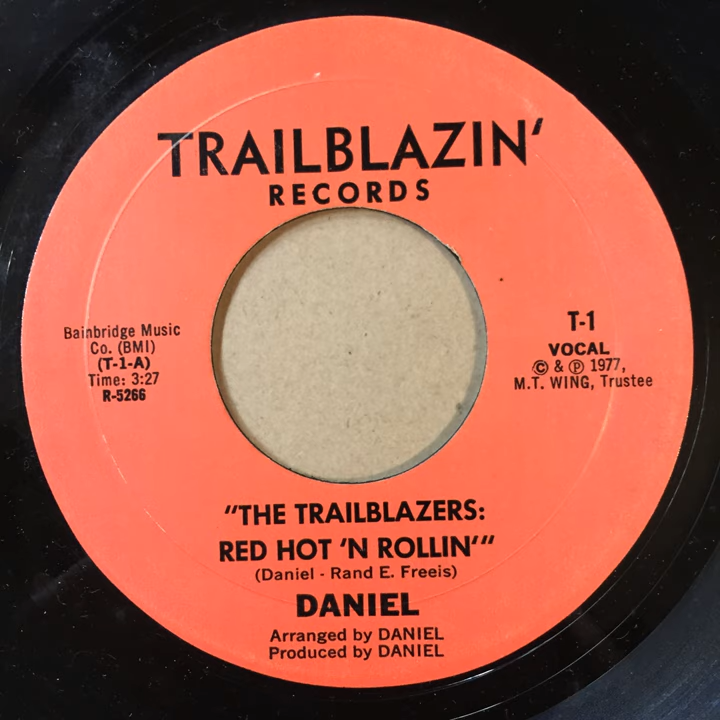 TRAILBLAZIN'
RECORDS
Bainbridge Music
Co. (BMI)
(T-1-A)
Time: 3:27
R-5266
T-1
VOCAL
© & ℗ 1977,
M.T. WING, Trustee
"THE TRAILBLAZERS:
RED HOT 'N ROLLIN'"
(Daniel - Rand E. Freeis)
DANIEL
Arranged by DANIEL
Produced by DANIEL